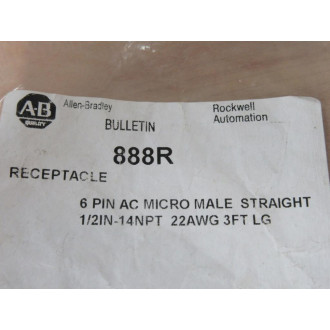 A-B
QUALITY
Allen-Bradley
Rockwell
Automation
BULLETIN
888R
RECEPTACLE
6 PIN AC MICRO MALE STRAIGHT
1/2IN-14NPT 22AWG 3FT LG